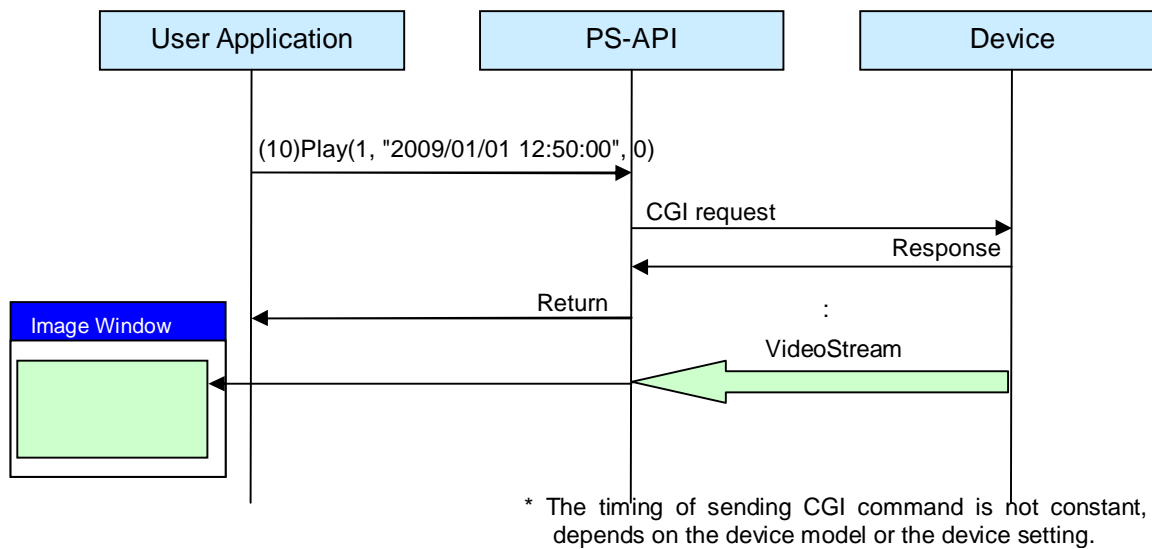 User Application
PS-API
Device
(10)Play(1, "2009/01/01 12:50:00", 0)
CGI request
Response
Return
:
Image Window
VideoStream
* The timing of sending CGI command is not constant,
depends on the device model or the device setting.